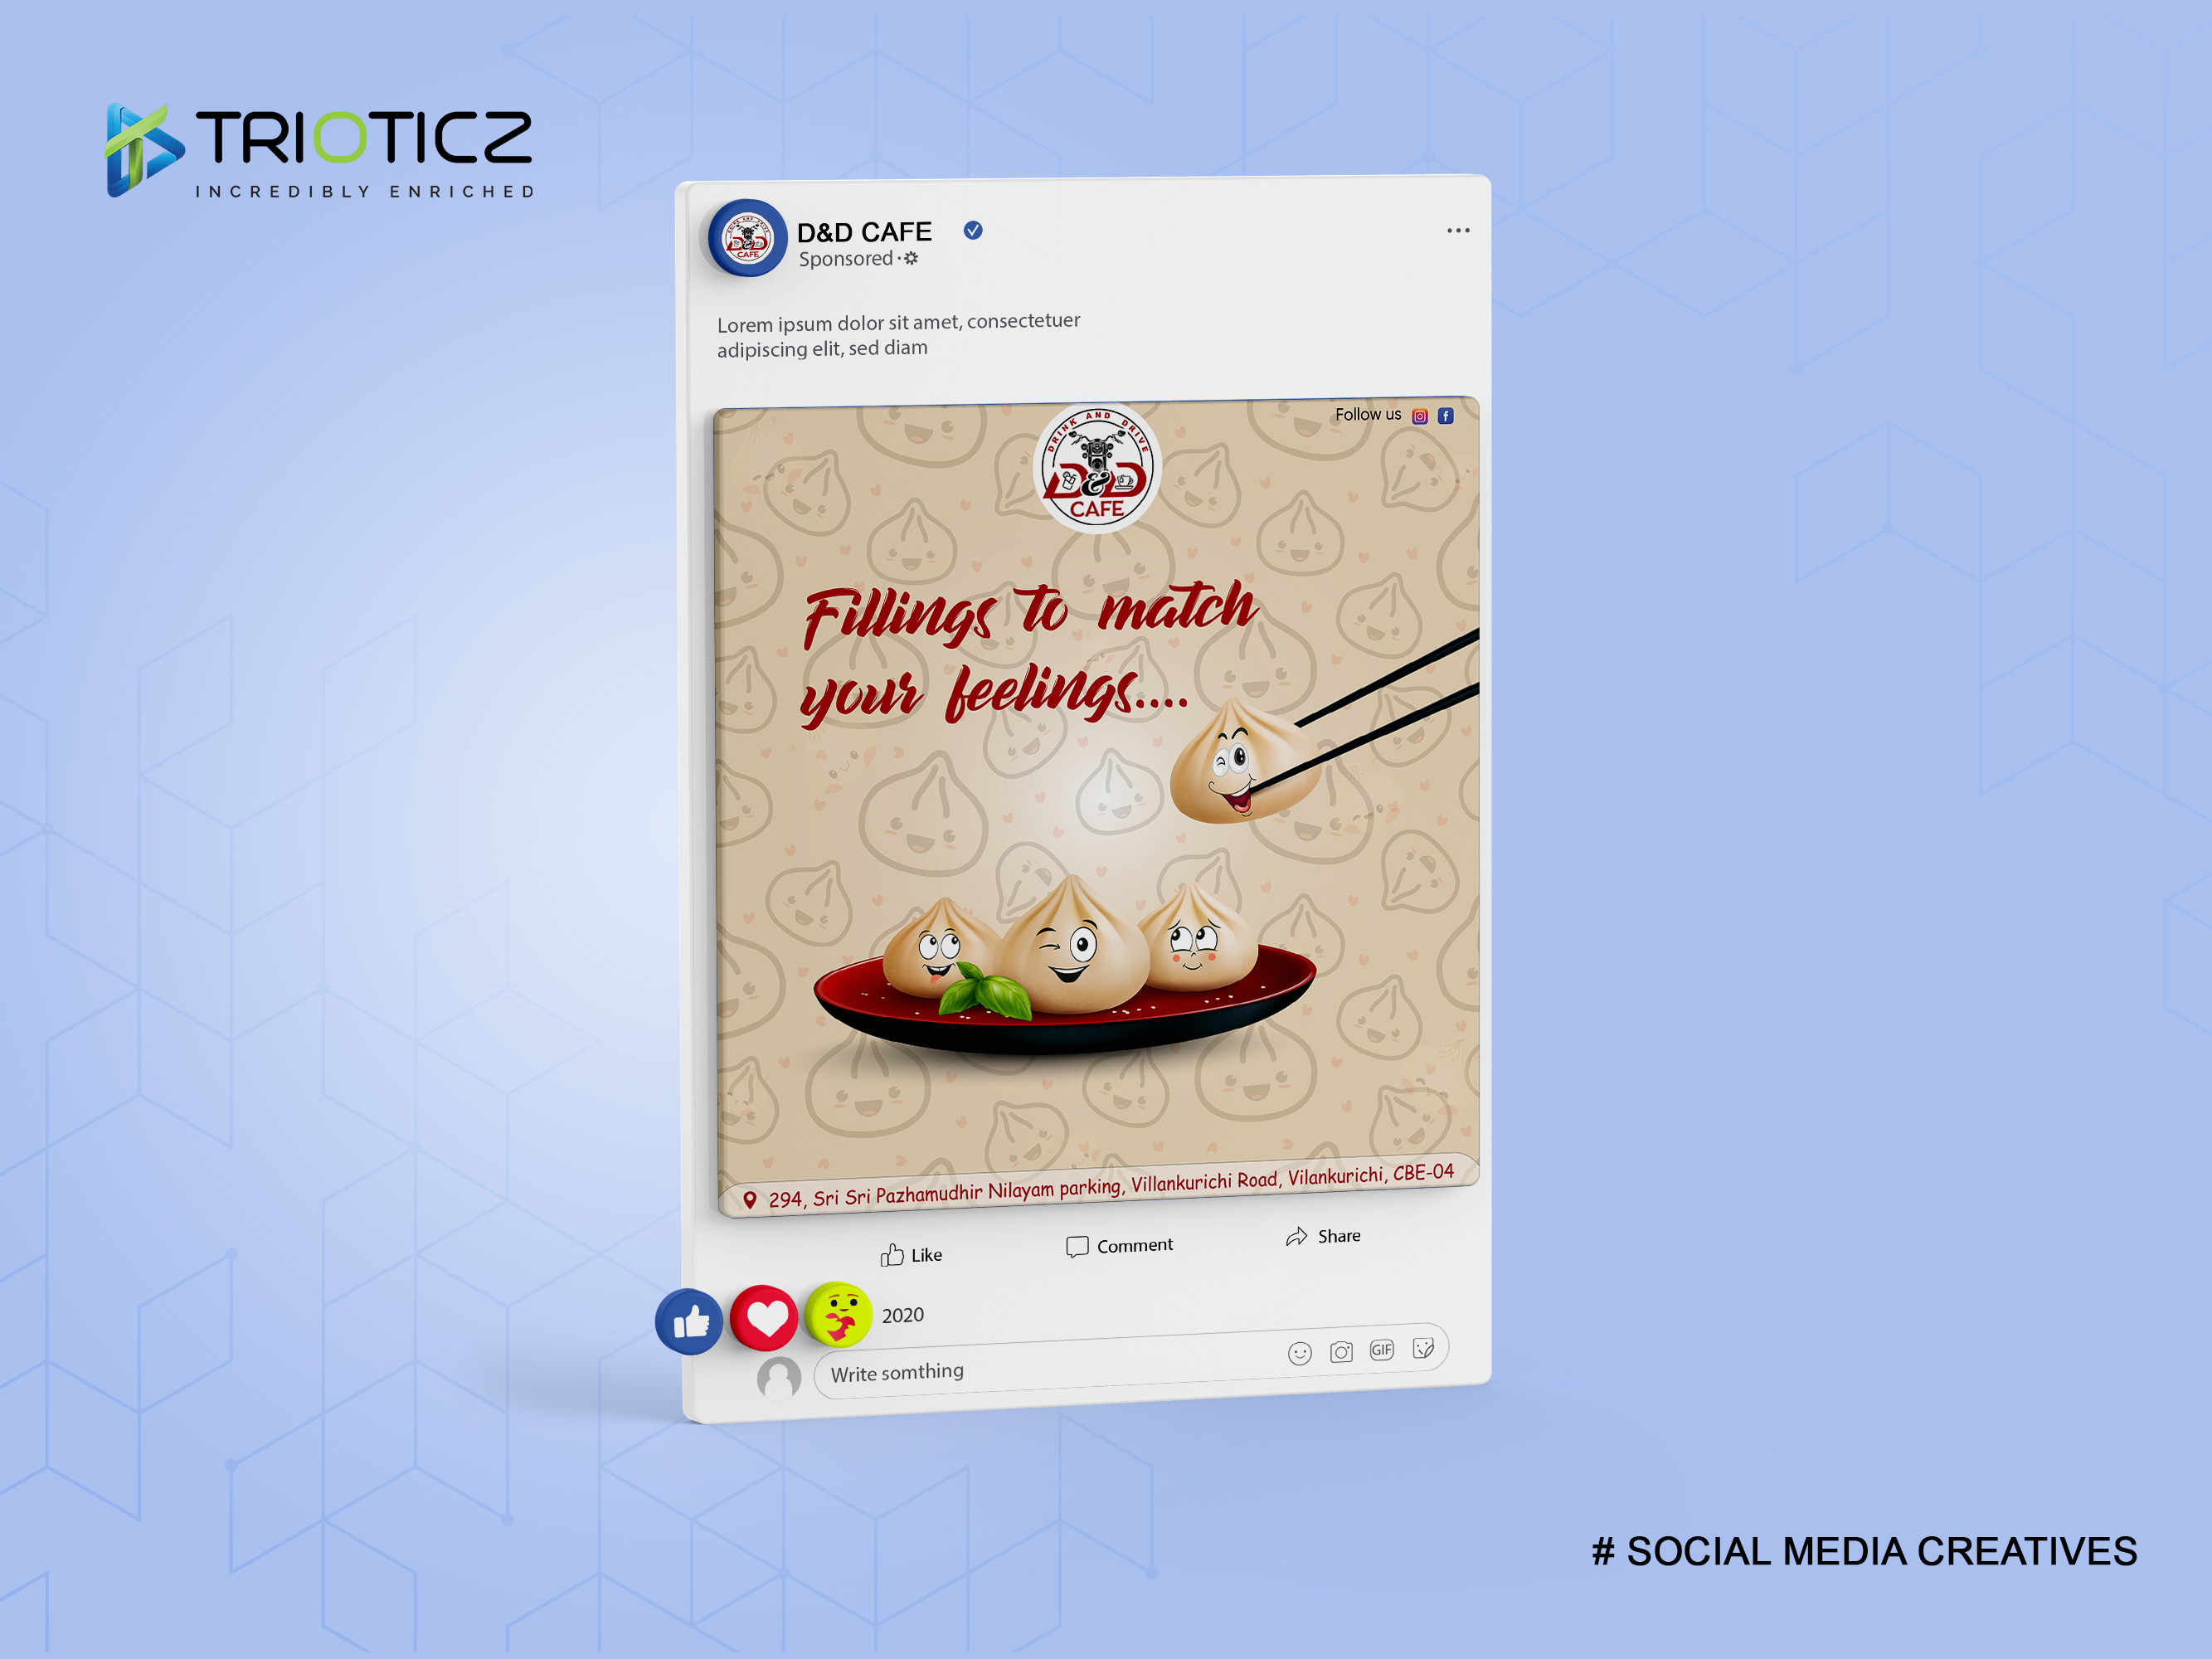 TRIOTICZ
INCREDIBLY ENRICHED
D&D CAFE
Sponsored
Lorem ipsum dolor sit amet, consectetuer
adipiscing elit, sed diam
Follow us
DRINK AND DRIVE
D&D
CAFE
Fillings to match
your feelings....
294, Sri Sri Pazhamudhir Nilayam parking, Villankurichi Road, Vilankurichi, CBE-04
Like
Comment
Share
2020
Write somthing
GIF
# SOCIAL MEDIA CREATIVES